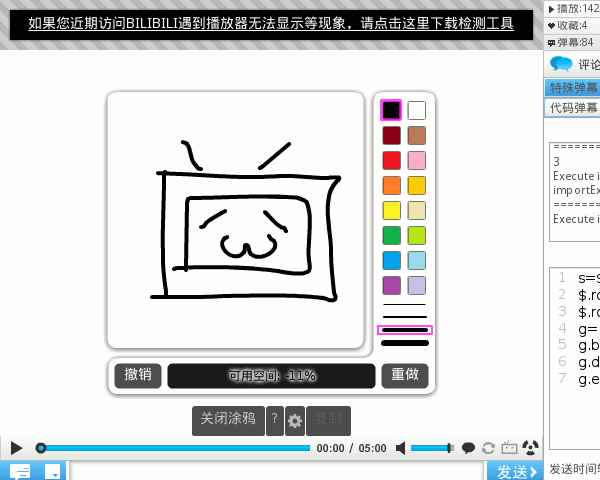 如果您近期访问BILIBILI遇到播放器无法显示等现象，请点击这里下载检测工具
播放:142
收藏:4
弹幕:84
评论
特殊弹幕
代码弹幕
=======
3
Execute i
importEx
=======
Execute i
1 s=s
2 $.ro
3 $.ro
4 g=
5 g.b
6 g.d
7 g.e
撤销
可用空间: -11%
重做
关闭涂鸦
?
复制
00:00 / 05:00
发送
发送时间轴